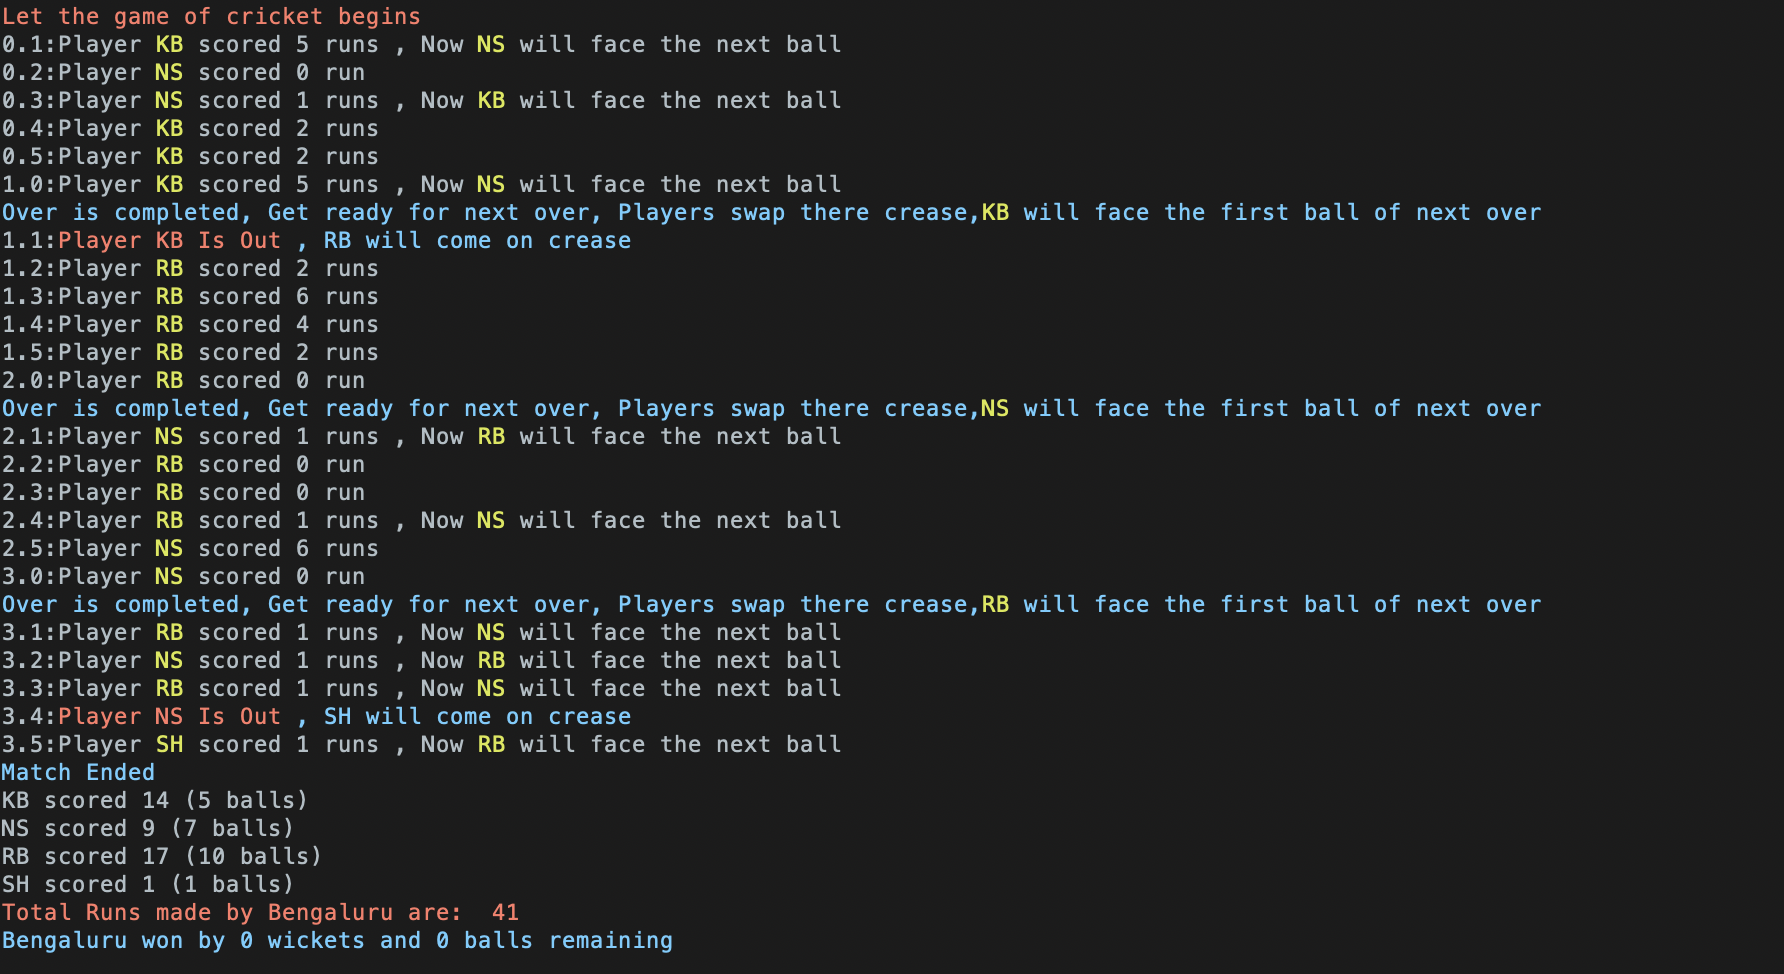 Let the game of cricket begins
0.1:Player KB scored 5 runs , Now NS will face the next ball
0.2:Player NS scored 0 run
0.3:Player NS scored 1 runs , Now KB will face the next ball
0.4:Player KB scored 2 runs
0.5:Player KB scored 2 runs
1.0:Player KB scored 5 runs , Now NS will face the next ball
Over is completed, Get ready for next over, Players swap there crease,KB will face the first ball of next over
1.1:Player KB Is Out , RB will come on crease
1.2:Player RB scored 2 runs
1.3:Player RB scored 6 runs
1.4:Player RB scored 4 runs
1.5:Player RB scored 2 runs
2.0:Player RB scored 0 run
Over is completed, Get ready for next over, Players swap there crease,NS will face the first ball of next over
2.1:Player NS scored 1 runs , Now RB will face the next ball
2.2:Player RB scored 0 run
2.3:Player RB scored 0 run
2.4:Player RB scored 1 runs , Now NS will face the next ball
2.5:Player NS scored 6 runs
3.0:Player NS scored 0 run
Over is completed, Get ready for next over, Players swap there crease,RB will face the first ball of next over
3.1:Player RB scored 1 runs , Now NS will face the next ball
3.2:Player NS scored 1 runs , Now RB will face the next ball
3.3:Player RB scored 1 runs , Now NS will face the next ball
3.4:Player NS Is Out , SH will come on crease
3.5:Player SH scored 1 runs , Now RB will face the next ball
Match Ended
KB scored 14 (5 balls)
NS scored 9 (7 balls)
RB scored 17 (10 balls)
SH scored 1 (1 balls)
Total Runs made by Bengaluru are:  41
Bengaluru won by 0 wickets and 0 balls remaining